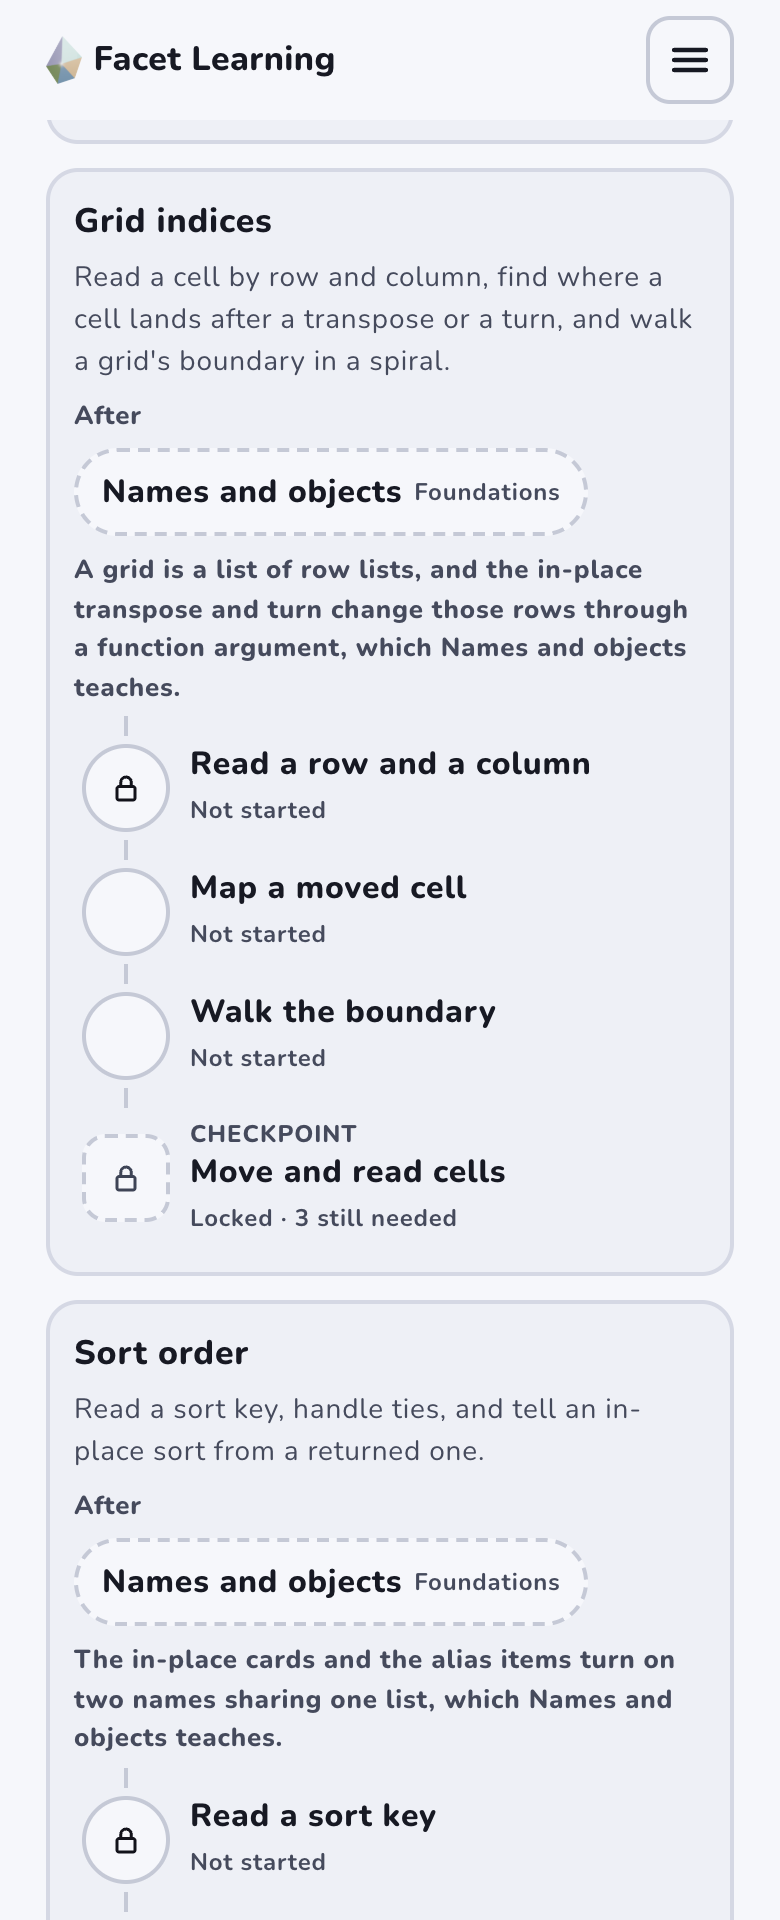 Facet Learning
Grid indices
Read a cell by row and column, find where a
cell lands after a transpose or a turn, and walk
a grid's boundary in a spiral.
After
Names and objects Foundations
A grid is a list of row lists, and the in-place
transpose and turn change those rows through
a function argument, which Names and objects
teaches.
Read a row and a column
Not started
Map a moved cell
Not started
Walk the boundary
Not started
CHECKPOINT
Move and read cells
Locked · 3 still needed
Sort order
Read a sort key, handle ties, and tell an in-
place sort from a returned one.
After
Names and objects Foundations
The in-place cards and the alias items turn on
two names sharing one list, which Names and
objects teaches.
Read a sort key
Not started